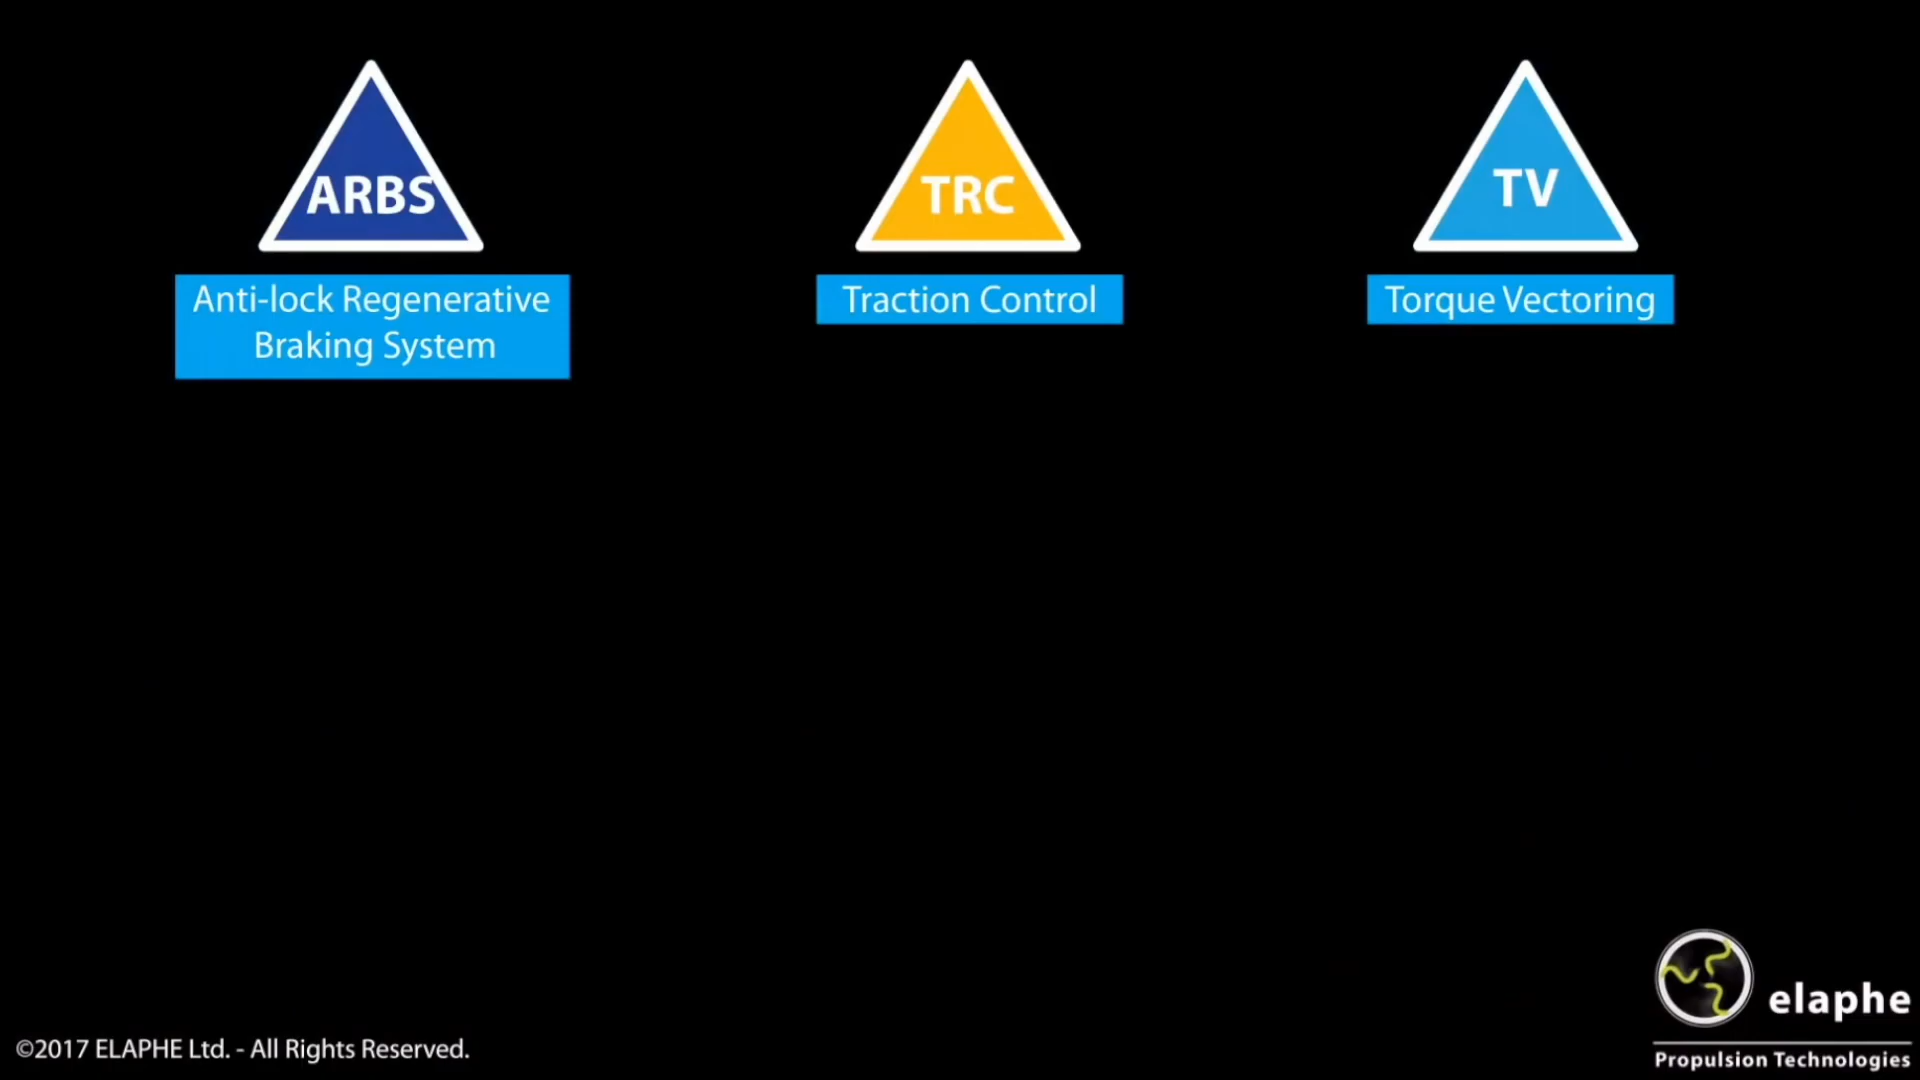 ARBS
Anti-lock Regenerative
Braking System
TRC
Traction Control
TV
Torque Vectoring
elaphe
Propulsion Technologies
©2017 ELAPHE Ltd. - All Rights Reserved.